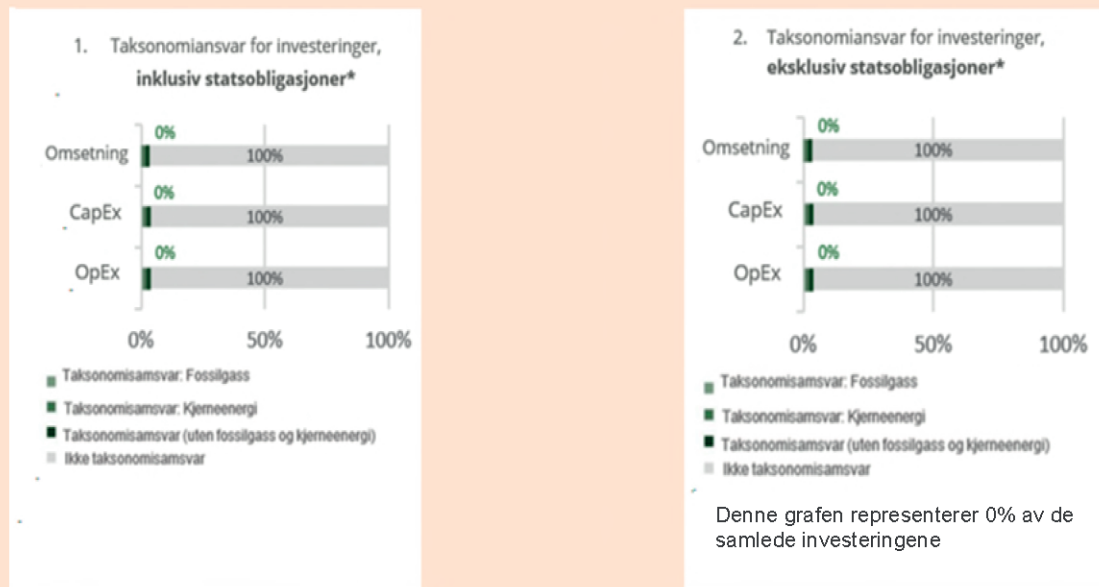 1. Taksonomiansvar for investeringer,
inklusiv statsobligasjoner*
0%
Omsetning 100%
0%
CapEx 100%
0%
OpEx 100%
0% 50% 100%
Taksonomisamsvar: Fossilgass
Taksonomisamsvar: Kjerneenergi
Taksonomisamsvar (uten fossilgass og kjerneenergi)
Ikke taksonomisamsvar
2. Taksonomiansvar for investeringer,
eksklusiv statsobligasjoner*
0%
Omsetning 100%
0%
CapEx 100%
0%
OpEx 100%
0% 50% 100%
Taksonomisamsvar: Fossilgass
Taksonomisamsvar: Kjerneenergi
Taksonomisamsvar (uten fossilgass og kjerneenergi)
Ikke taksonomisamsvar
Denne grafen representerer 0% av de
samlede investeringene